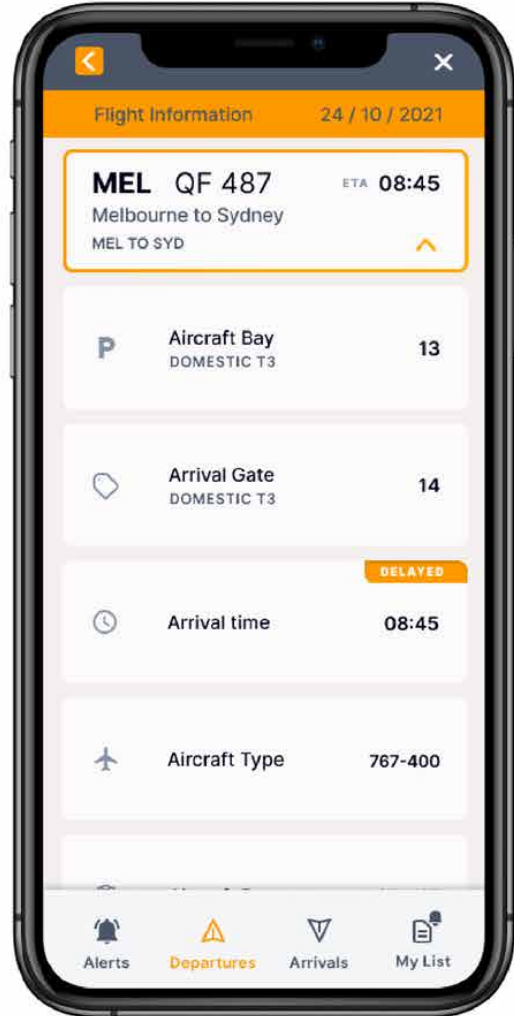 Flight Information 24 / 10 / 2021
MEL QF 487 ETA 08:45
Melbourne to Sydney
MEL TO SYD
P Aircraft Bay 13
DOMESTIC T3
Arrival Gate 14
DOMESTIC T3
DELAYED
Arrival time 08:45
Aircraft Type 767-400
Alerts Departures Arrivals My List